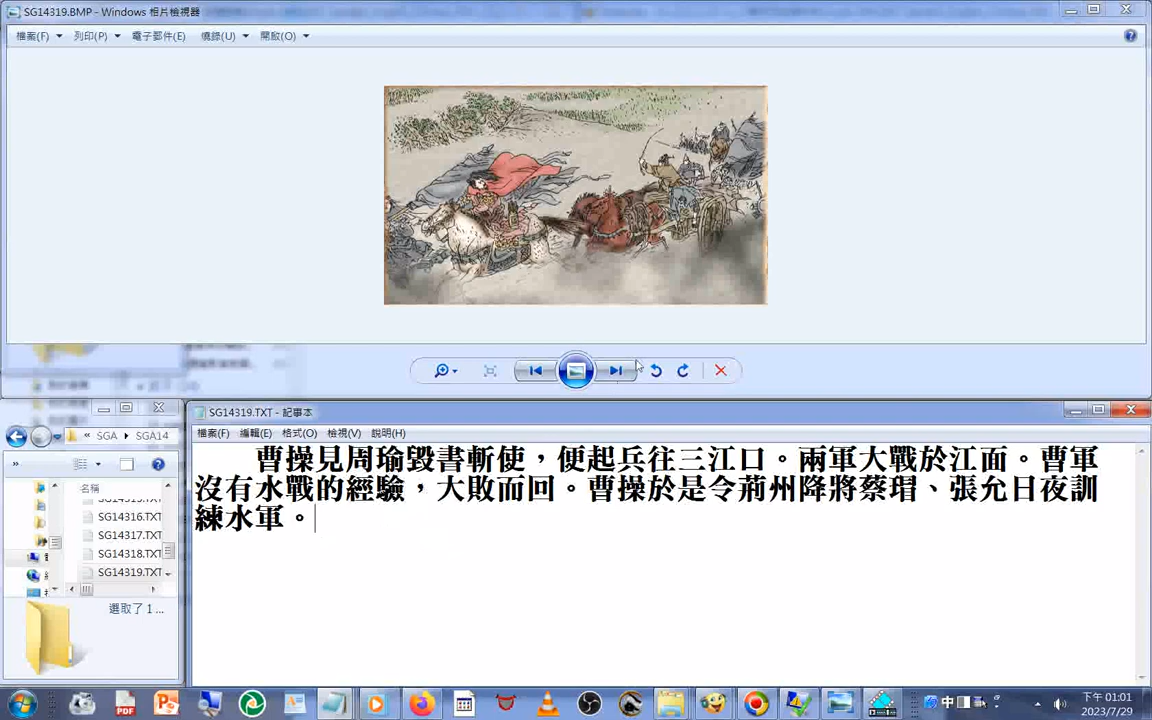 SG14319.BMP - Windows 相片檢視器
檔案(F) 列印(P) 電子郵件(E) 燒錄(U) 開啟(O)
SG14319.TXT - 記事本
檔案(F) 編輯(E) 格式(O) 檢視(V) 說明(H)
曹操見周瑜毀書斬使，便起兵往三江口。兩軍大戰於江面。曹軍
沒有水戰的經驗，大敗而回。曹操於是令荊州降將蔡瑁、張允日夜訓
練水軍。
« SGA SGA14
»
名稱
SG14316.TXT
SG14317.TXT
SG14318.TXT
SG14319.TXT
選取了 1 ...
PDF
中
下午 01:01
2023/7/29